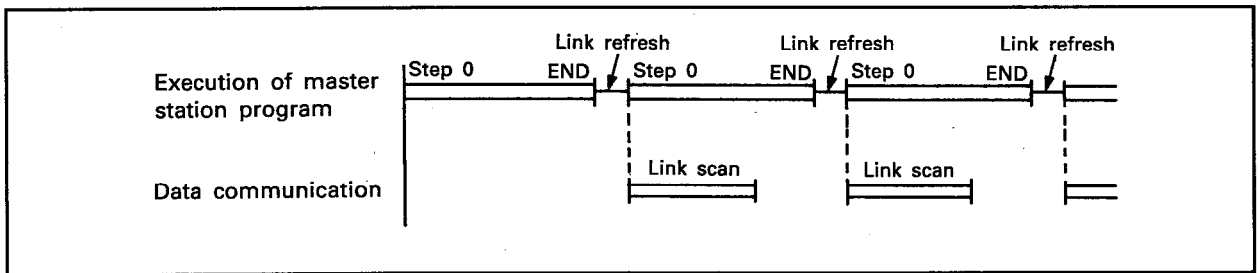 Link refresh Link refresh Link refresh
Step 0 END Step 0 END Step 0 END
Execution of master
station program
Link scan Link scan
Data communication